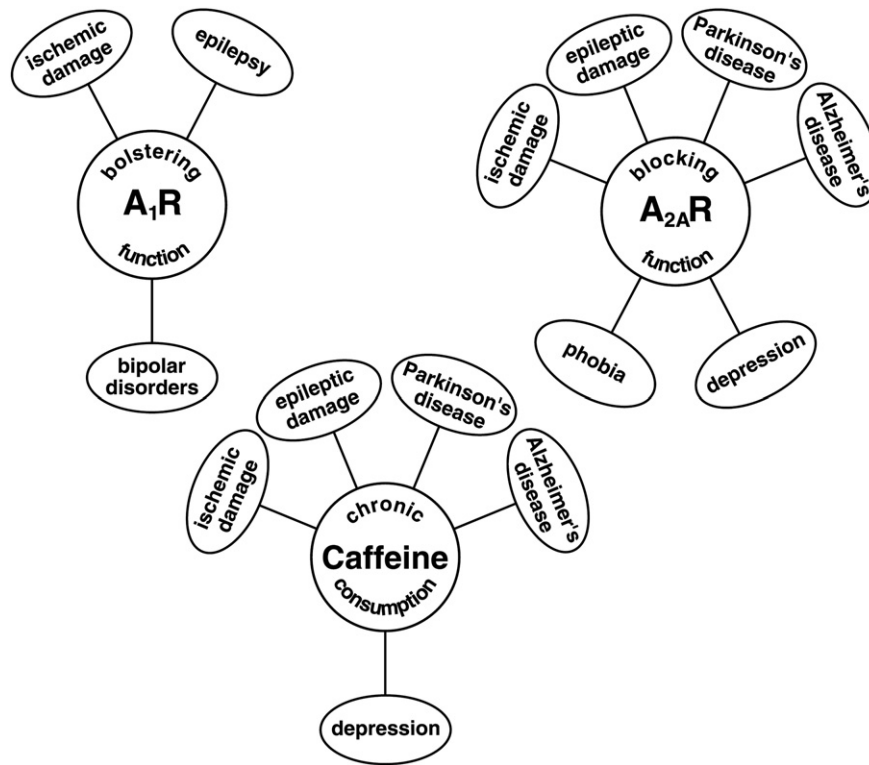 ischemic
damage
epilepsy
bolstering
A₁R
function
bipolar
disorders
ischemic
damage
epileptic
damage
Parkinson's
disease
Alzheimer's
disease
blocking
A₂ₐR
function
phobia
depression
ischemic
damage
epileptic
damage
Parkinson's
disease
Alzheimer's
disease
chronic
Caffeine
consumption
depression